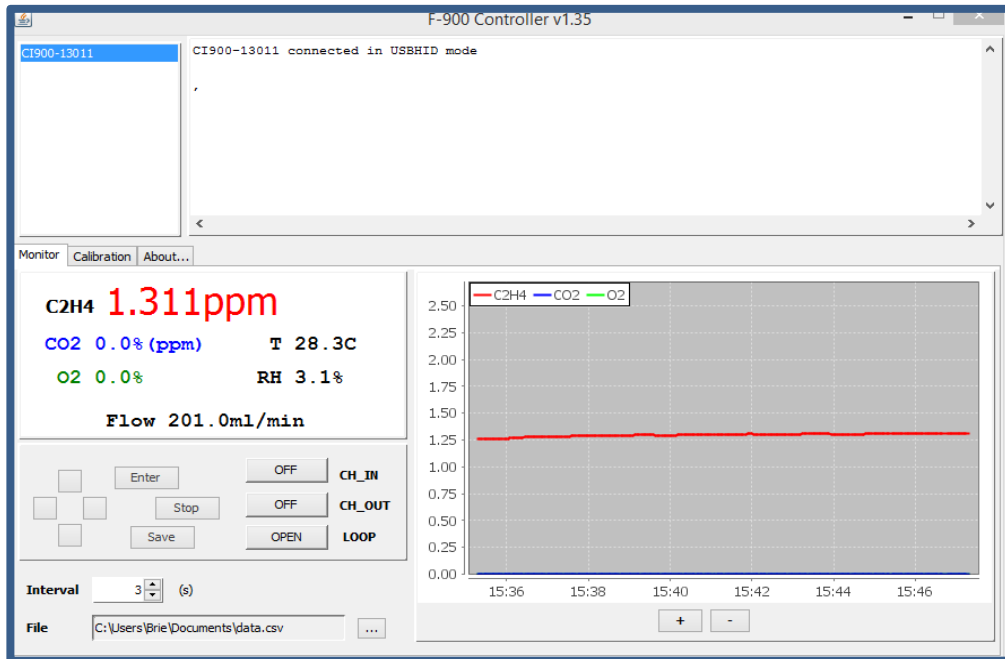 F-900 Controller v1.35
CI900-13011
CI900-13011 connected in USBHID mode
,
Monitor
Calibration
About...
C2H4 1.311ppm
CO2 0.0%(ppm) T 28.3C
O2 0.0% RH 3.1%
Flow 201.0ml/min
Enter
Stop
Save
OFF CH_IN
OFF CH_OUT
OPEN LOOP
Interval 3 (s)
File C:\Users\Brie\Documents\data.csv ...
C2H4 CO2 O2
2.50
2.25
2.00
1.75
1.50
1.25
1.00
0.75
0.50
0.25
0.00
15:36 15:38 15:40 15:42 15:44 15:46
+ -